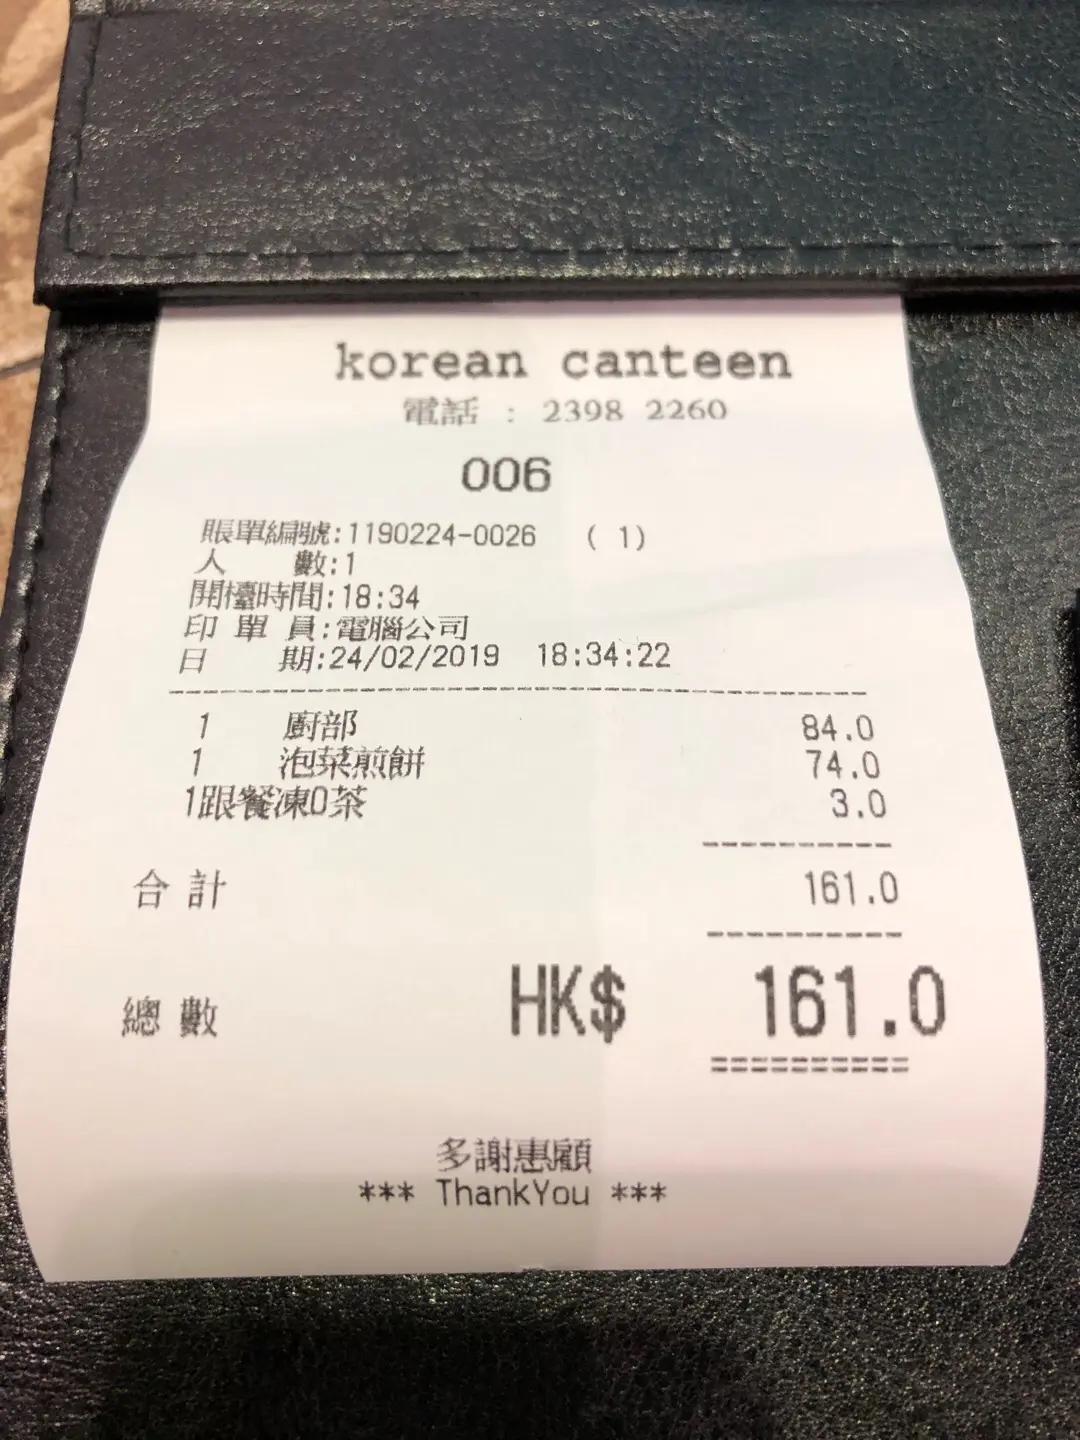 korean canteen
電話 : 2398 2260
006
賬單編號:1190224-0026 ( 1)
人 數:1
開檯時間:18:34
印 單 員:電腦公司
日 期:24/02/2019 18:34:22
1 廚部 84.0
1 泡菜煎餅 74.0
1跟餐凍0茶 3.0
合 計 161.0
總 數 HK$ 161.0
多謝惠顧
*** ThankYou ***